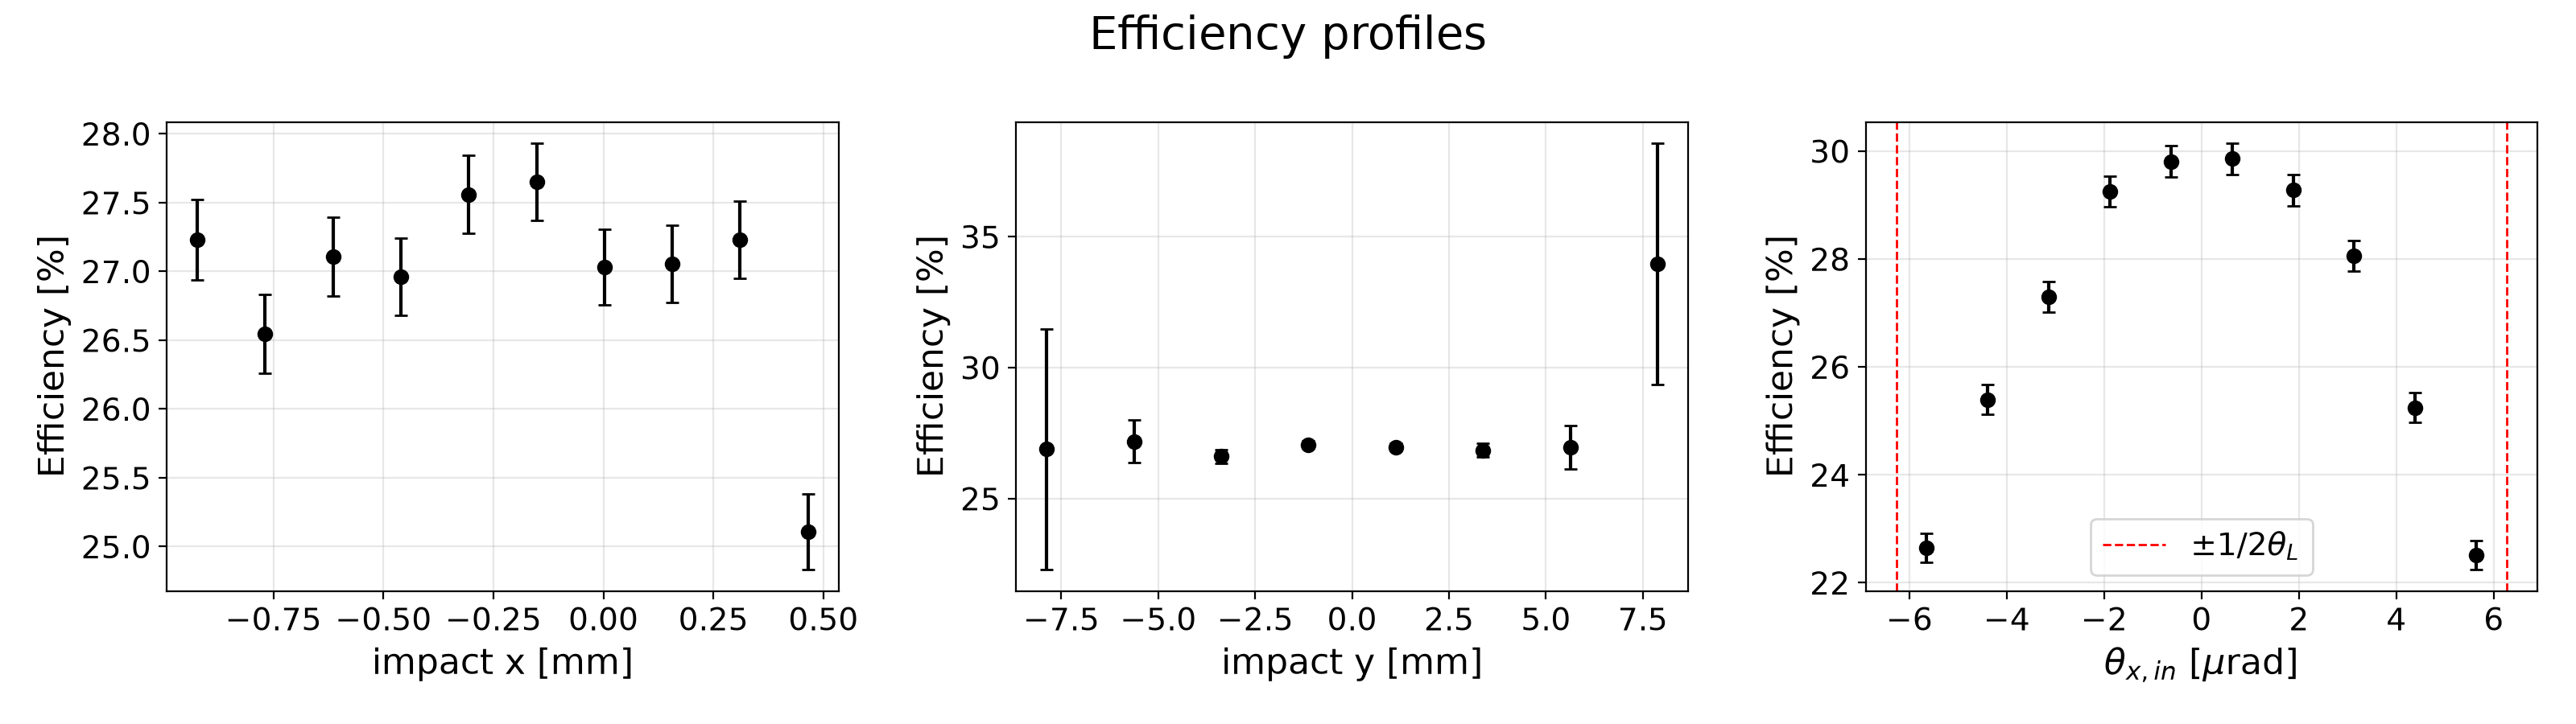 Efficiency profiles
Efficiency [%]
28.0
27.5
27.0
26.5
26.0
25.5
25.0
−0.75 −0.50 −0.25 0.00 0.25 0.50
impact x [mm]
Efficiency [%]
35
30
25
−7.5 −5.0 −2.5 0.0 2.5 5.0 7.5
impact y [mm]
Efficiency [%]
30
28
26
24
22
±1/2θ_L
−6 −4 −2 0 2 4 6
θ_{x, in} [μrad]